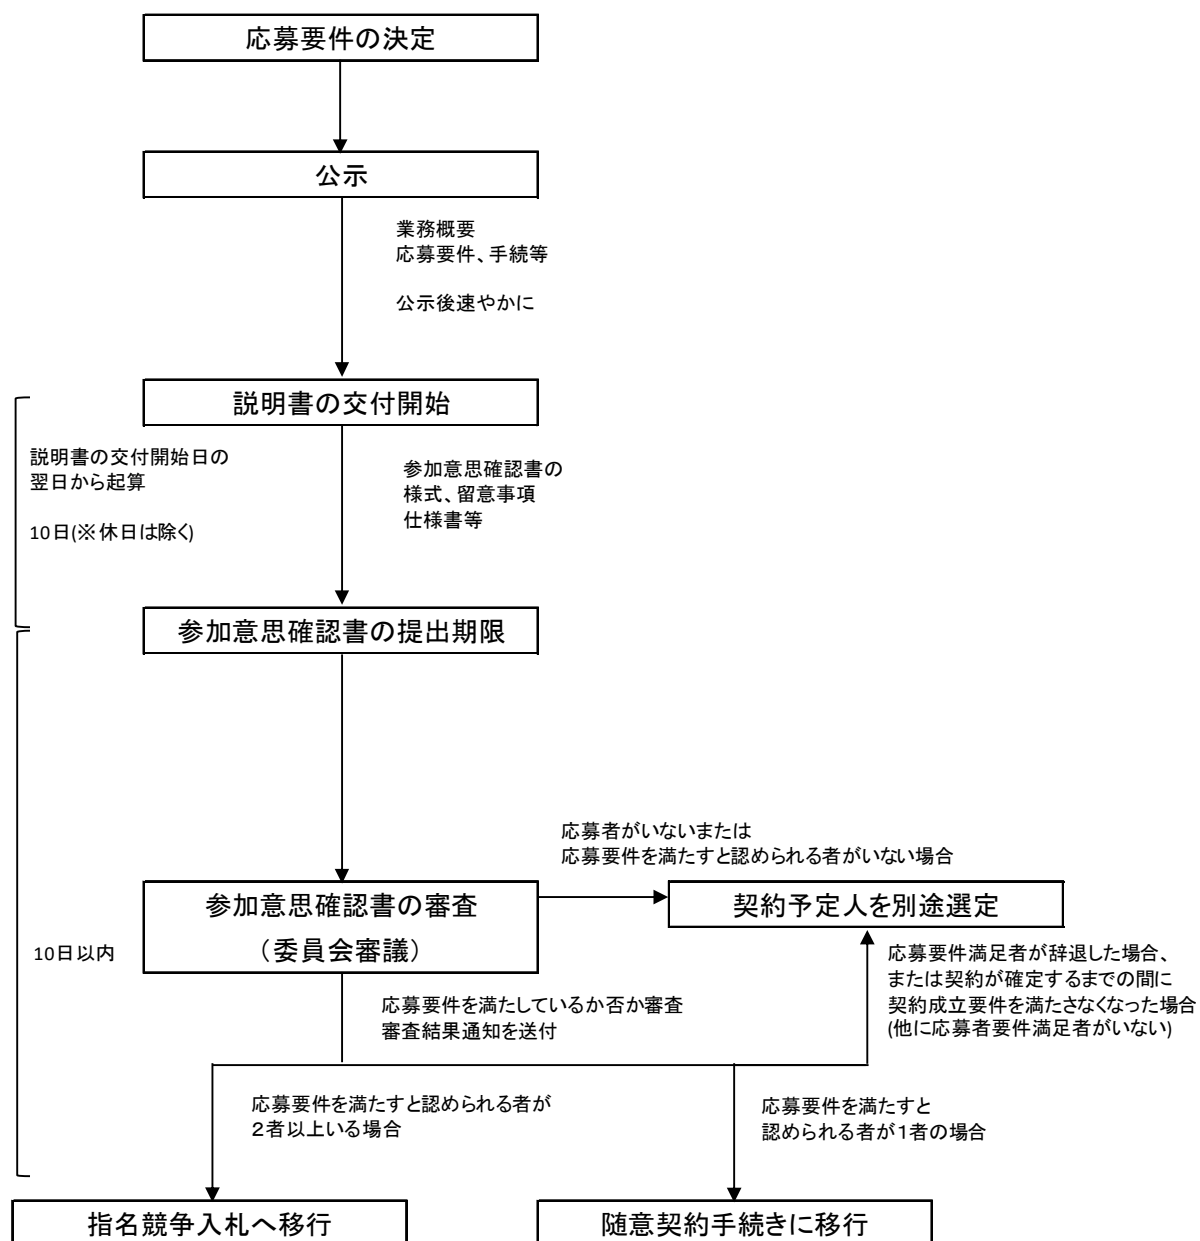 応募要件の決定
公示
業務概要
応募要件、手続等
公示後速やかに
説明書の交付開始
説明書の交付開始日の
翌日から起算
10日(※休日は除く)
参加意思確認書の
様式、留意事項
仕様書等
参加意思確認書の提出期限
応募者がいないまたは
応募要件を満たすと認められる者がいない場合
参加意思確認書の審査
（委員会審議）
契約予定人を別途選定
10日以内
応募要件満足者が辞退した場合、
または契約が確定するまでの間に
契約成立要件を満たさなくなった場合
(他に応募者要件満足者がいない)
応募要件を満たしているか否か審査
審査結果通知を送付
応募要件を満たすと認められる者が
２者以上いる場合
応募要件を満たすと
認められる者が１者の場合
指名競争入札へ移行
随意契約手続きに移行